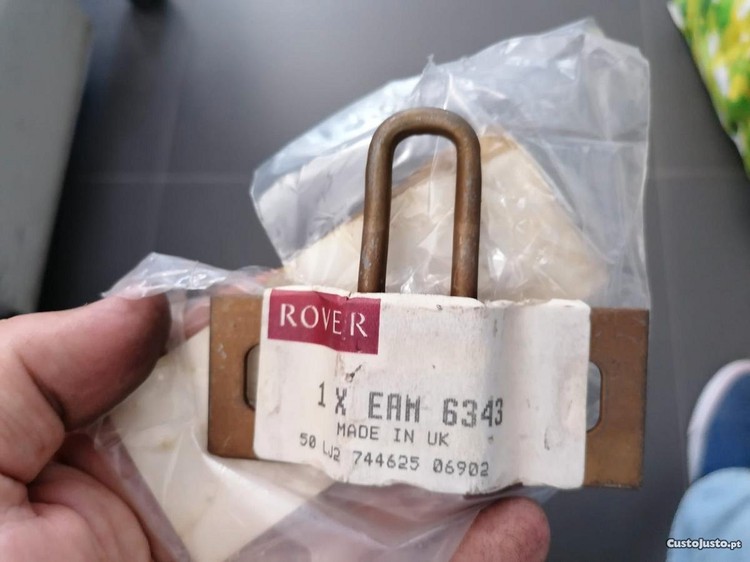 ROVER
1 X EAM 6343
MADE IN UK
50 LJ2 744625 06902
CustoJusto.pt